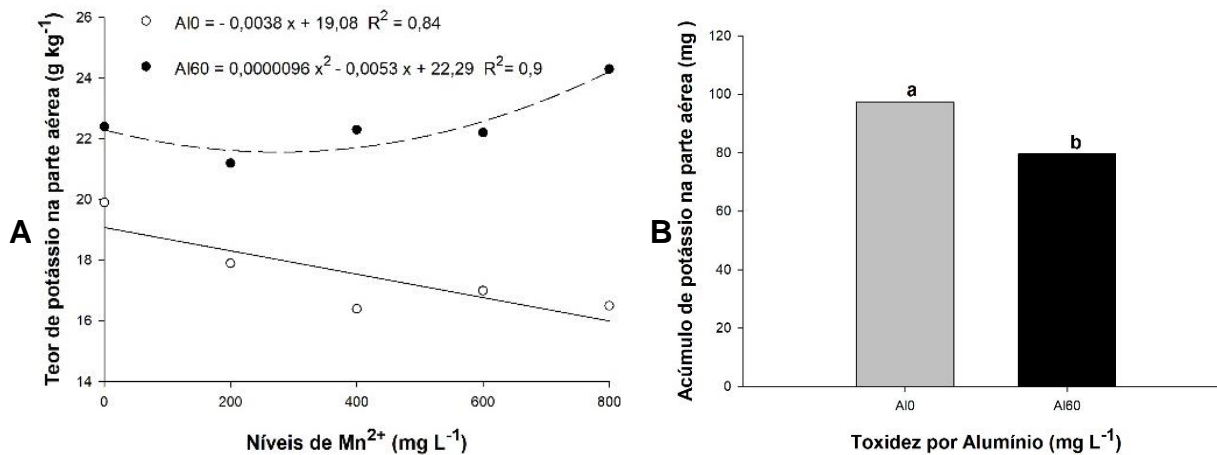 Al0 = - 0,0038 x + 19,08 R² = 0,84
Al60 = 0,0000096 x² - 0,0053 x + 22,29 R² = 0,9
Teor de potássio na parte aérea (g kg⁻¹)
26
24
22
20
18
16
14
0
200
400
600
800
Níveis de Mn²⁺ (mg L⁻¹)
A
Acúmulo de potássio na parte aérea (mg )
120
100
80
60
40
20
0
a
b
Al0
Al60
Toxidez por Alumínio (mg L⁻¹)
B